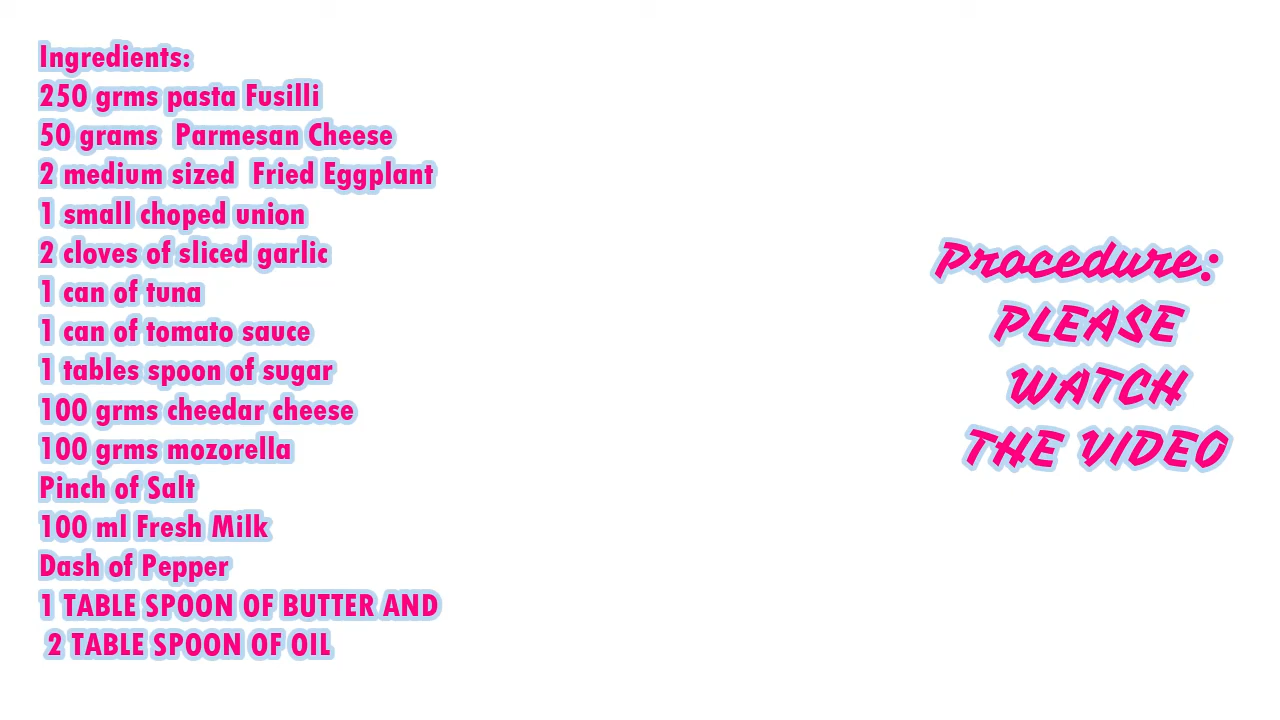 Ingredients:
250 grms pasta Fusilli
50 grams  Parmesan Cheese
2 medium sized  Fried Eggplant
1 small choped union
2 cloves of sliced garlic
1 can of tuna
1 can of tomato sauce
1 tables spoon of sugar
100 grms cheedar cheese
100 grms mozorella
Pinch of Salt
100 ml Fresh Milk
Dash of Pepper
1 TABLE SPOON OF BUTTER AND
2 TABLE SPOON OF OIL
Procedure:
PLEASE
WATCH
THE VIDEO